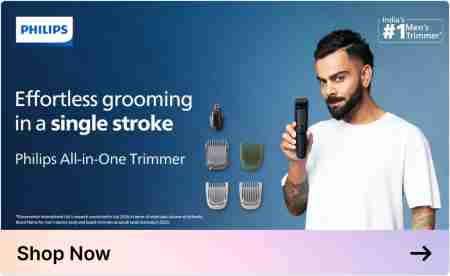 PHILIPS
India's
#1 Men's
Trimmer*
Effortless grooming
in a single stroke
Philips All-in-One Trimmer
Shop Now